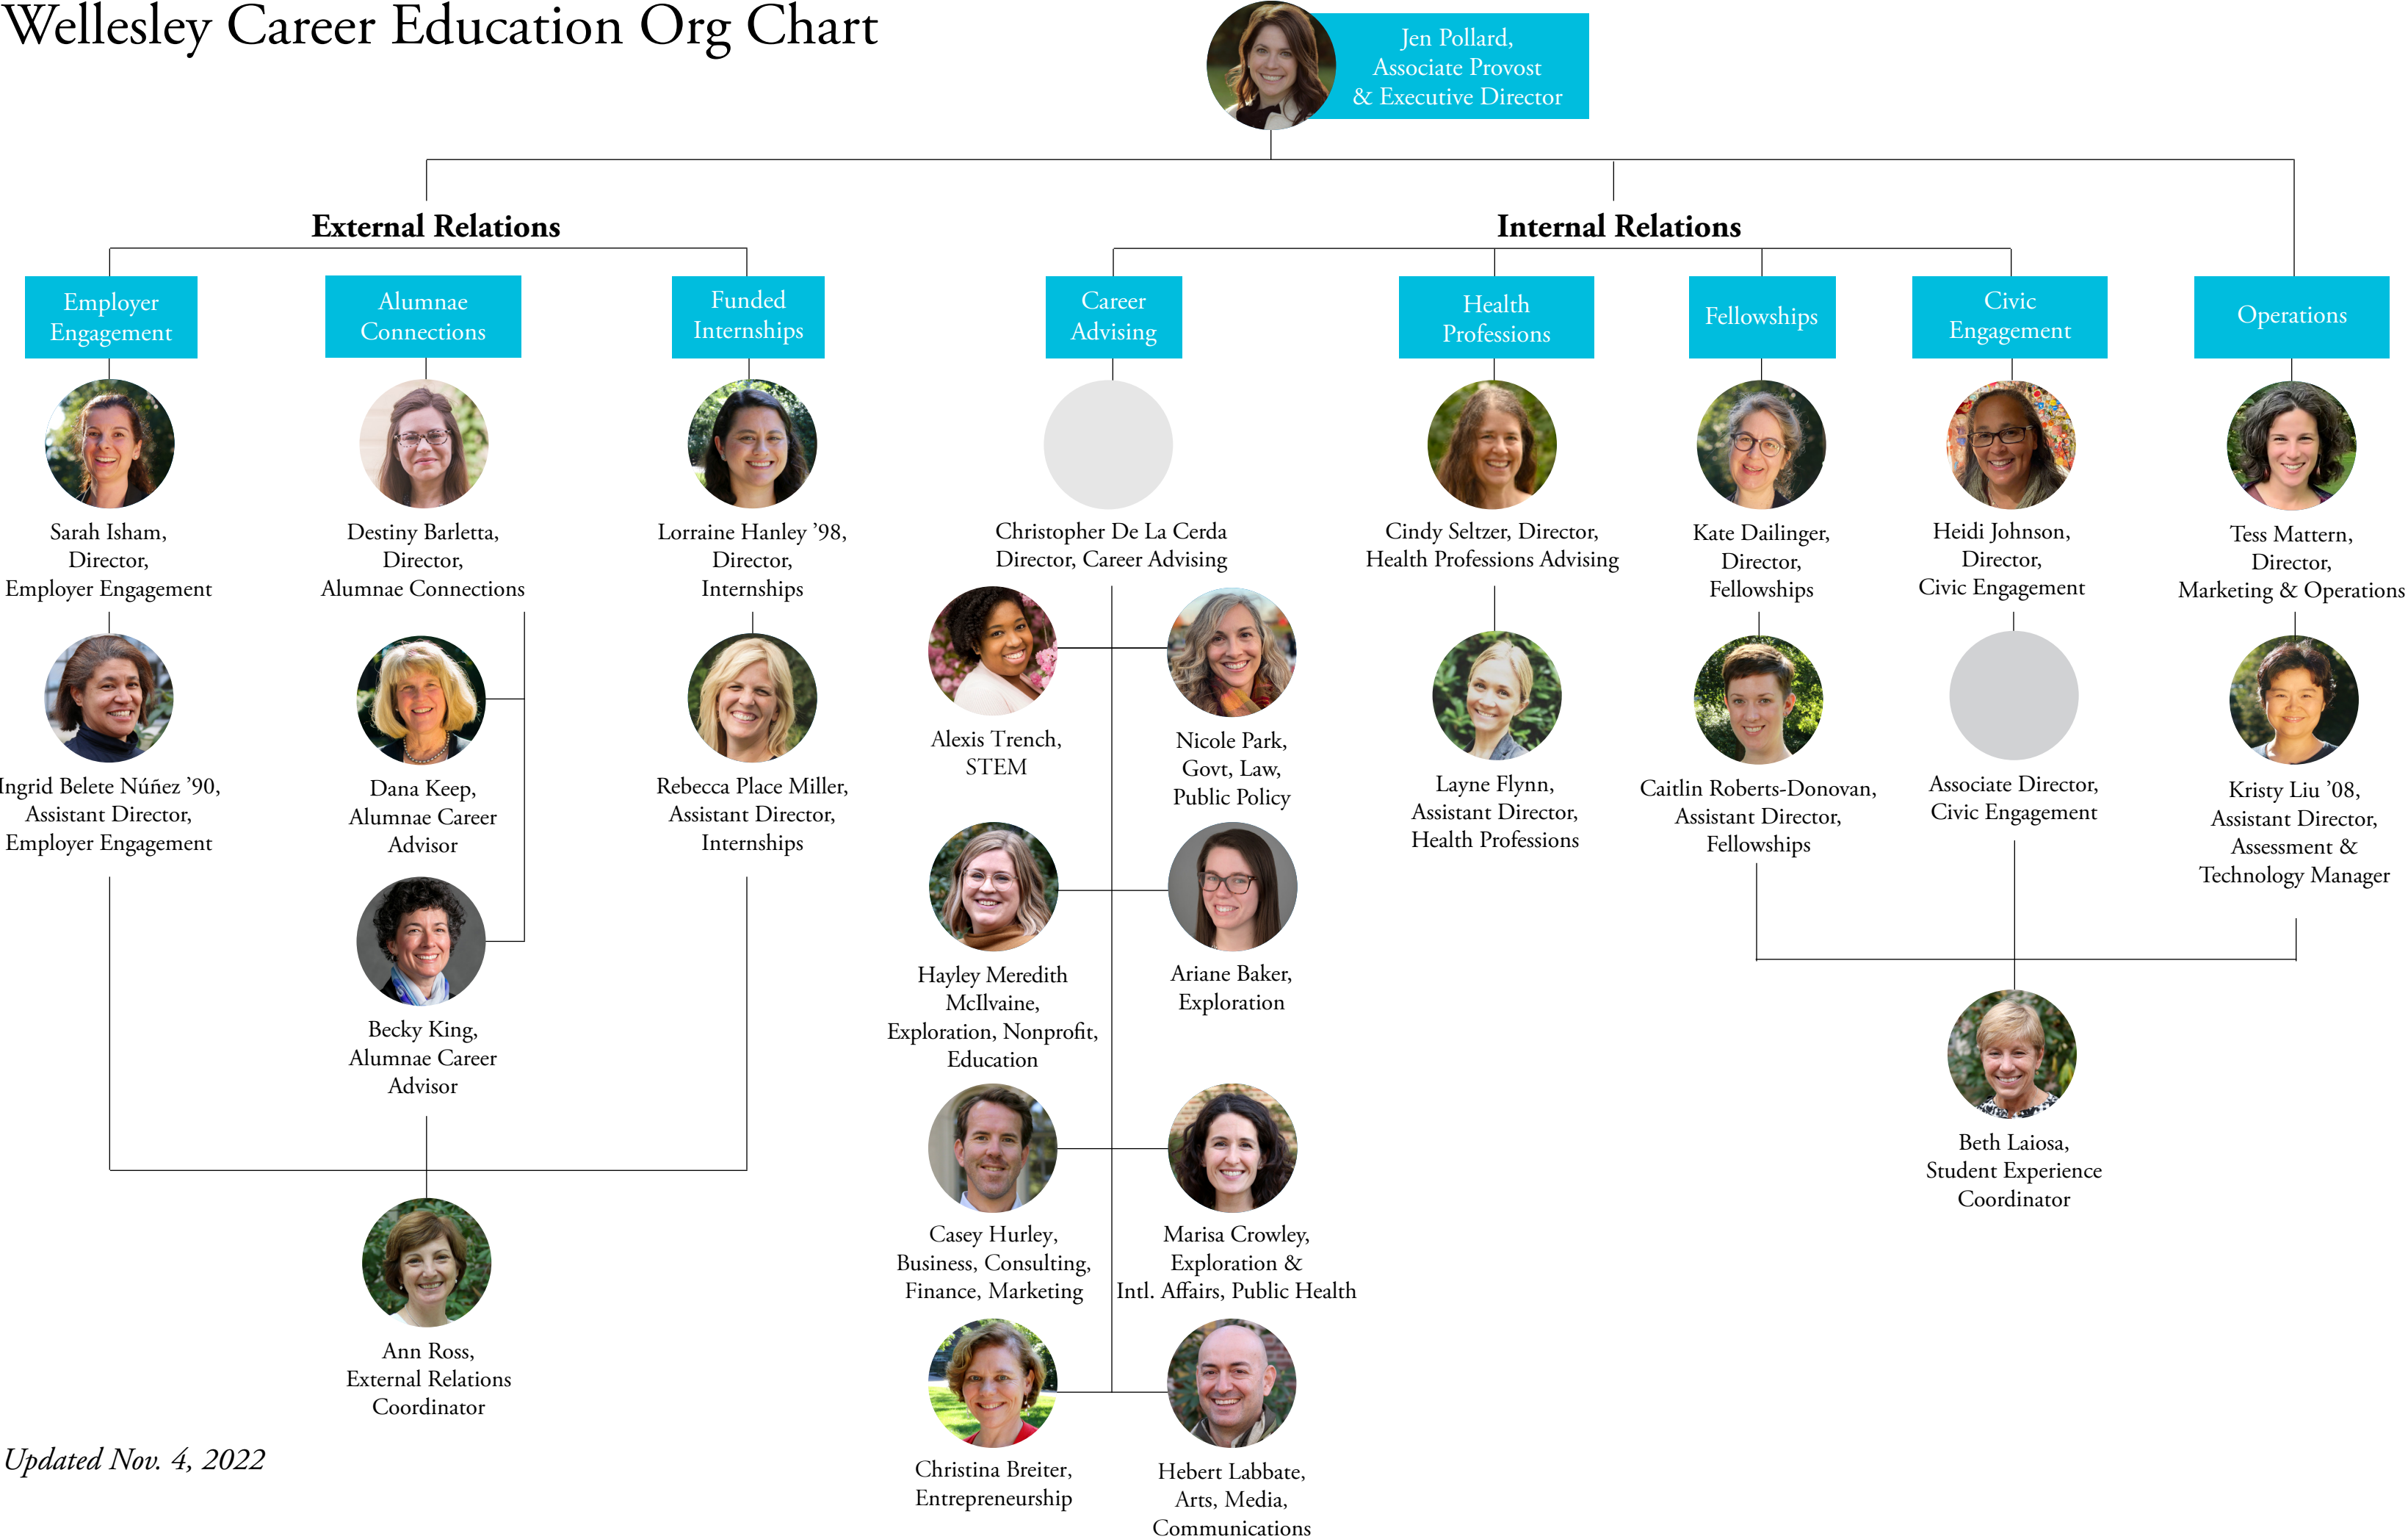 Wellesley Career Education Org Chart
Jen Pollard,
Associate Provost
& Executive Director
External Relations
Internal Relations
Employer
Engagement
Alumnae
Connections
Funded
Internships
Career
Advising
Health
Professions
Fellowships
Civic
Engagement
Operations
Sarah Isham,
Director,
Employer Engagement
Destiny Barletta,
Director,
Alumnae Connections
Lorraine Hanley ’98,
Director,
Internships
Christopher De La Cerda
Director, Career Advising
Cindy Seltzer, Director,
Health Professions Advising
Kate Dailinger,
Director,
Fellowships
Heidi Johnson,
Director,
Civic Engagement
Tess Mattern,
Director,
Marketing & Operations
Ingrid Belete Núñez ’90,
Assistant Director,
Employer Engagement
Dana Keep,
Alumnae Career
Advisor
Rebecca Place Miller,
Assistant Director,
Internships
Alexis Trench,
STEM
Nicole Park,
Govt, Law,
Public Policy
Layne Flynn,
Assistant Director,
Health Professions
Caitlin Roberts-Donovan,
Assistant Director,
Fellowships
Associate Director,
Civic Engagement
Kristy Liu ’08,
Assistant Director,
Assessment &
Technology Manager
Becky King,
Alumnae Career
Advisor
Hayley Meredith
McIlvaine,
Exploration, Nonprofit,
Education
Ariane Baker,
Exploration
Casey Hurley,
Business, Consulting,
Finance, Marketing
Marisa Crowley,
Exploration &
Intl. Affairs, Public Health
Beth Laiosa,
Student Experience
Coordinator
Ann Ross,
External Relations
Coordinator
Christina Breiter,
Entrepreneurship
Hebert Labbate,
Arts, Media,
Communications
Updated Nov. 4, 2022